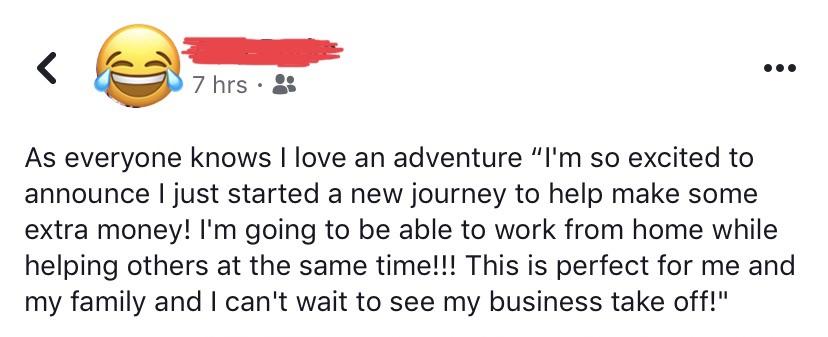 7 hrs ·
As everyone knows I love an adventure “I'm so excited to
announce I just started a new journey to help make some
extra money! I'm going to be able to work from home while
helping others at the same time!!! This is perfect for me and
my family and I can't wait to see my business take off!"